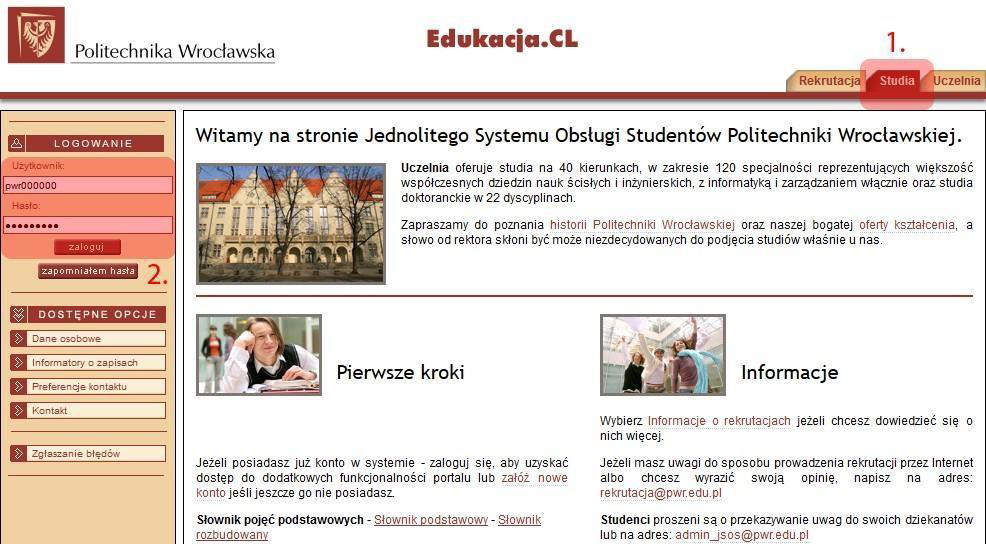 Politechnika Wrocławska
Edukacja.CL
1.
Rekrutacja
Studia
Uczelnia
LOGOWANIE
Użytkownik:
pwr000000
Hasło:
•••••••••
zaloguj
zapomniałem hasła
2.
DOSTĘPNE OPCJE
Dane osobowe
Informatory o zapisach
Preferencje kontaktu
Kontakt
Zgłaszanie błędów
Witamy na stronie Jednolitego Systemu Obsługi Studentów Politechniki Wrocławskiej.
Uczelnia oferuje studia na 40 kierunkach, w zakresie 120 specjalności reprezentujących większość
współczesnych dziedzin nauk ścisłych i inżynierskich, z informatyką i zarządzaniem włącznie oraz studia
doktoranckie w 22 dyscyplinach.
Zapraszamy do poznania historii Politechniki Wrocławskiej oraz naszej bogatej oferty kształcenia, a
słowo od rektora skłoni być może niezdecydowanych do podjęcia studiów właśnie u nas.
Pierwsze kroki
Jeżeli posiadasz już konto w systemie - zaloguj się, aby uzyskać
dostęp do dodatkowych funkcjonalności portalu lub załóż nowe
konto jeśli jeszcze go nie posiadasz.
Słownik pojęć podstawowych - Słownik podstawowy - Słownik
rozbudowany
Informacje
Wybierz Informacje o rekrutacjach jeżeli chcesz dowiedzieć się o
nich więcej.
Jeżeli masz uwagi do sposobu prowadzenia rekrutacji przez Internet
albo chcesz wyrazić swoją opinię, napisz na adres:
rekrutacja@pwr.edu.pl
Studenci proszeni są o przekazywanie uwag do swoich dziekanatów
lub na adres: admin_jsos@pwr.edu.pl